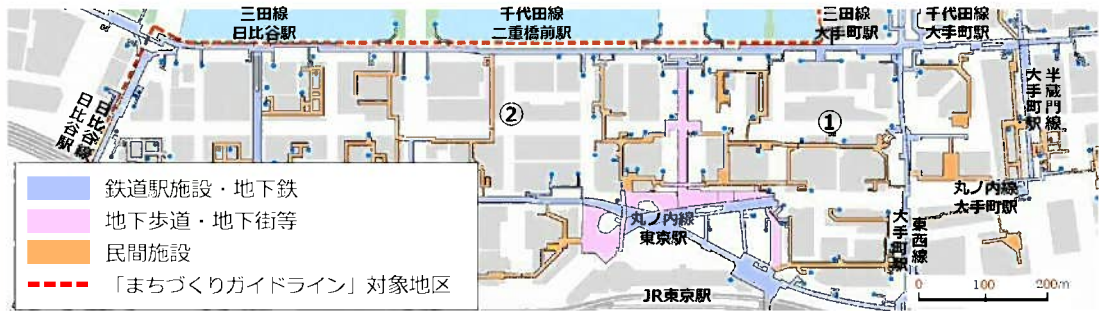 三田線
日比谷駅
千代田線
二重橋前駅
三田線
大手町駅
千代田線
大手町駅
半蔵門線
大手町駅
日比谷線
日比谷駅
②
①
鉄道駅施設・地下鉄
地下歩道・地下街等
民間施設
「まちづくりガイドライン」対象地区
丸ノ内線
東京駅
丸ノ内線
大手町駅
東西線
大手町駅
JR東京駅
0 100 200m